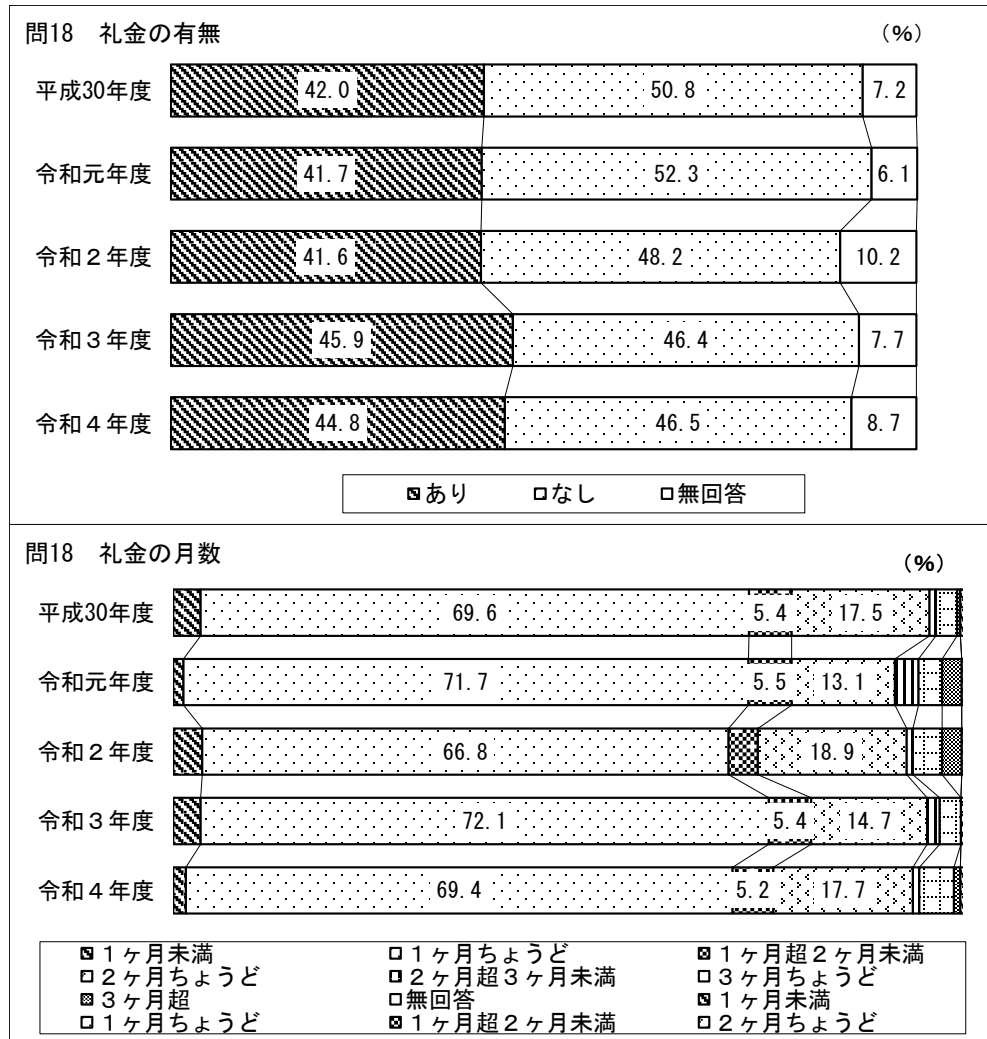 問18　礼金の有無
（%）
平成30年度 42.0 50.8 7.2
令和元年度 41.7 52.3 6.1
令和２年度 41.6 48.2 10.2
令和３年度 45.9 46.4 7.7
令和４年度 44.8 46.5 8.7
あり なし 無回答
問18　礼金の月数
（%）
平成30年度 69.6 5.4 17.5
令和元年度 71.7 5.5 13.1
令和２年度 66.8 18.9
令和３年度 72.1 5.4 14.7
令和４年度 69.4 5.2 17.7
１ヶ月未満 １ヶ月ちょうど １ヶ月超２ヶ月未満
２ヶ月ちょうど ２ヶ月超３ヶ月未満 ３ヶ月ちょうど
３ヶ月超 無回答 １ヶ月未満
１ヶ月ちょうど １ヶ月超２ヶ月未満 ２ヶ月ちょうど